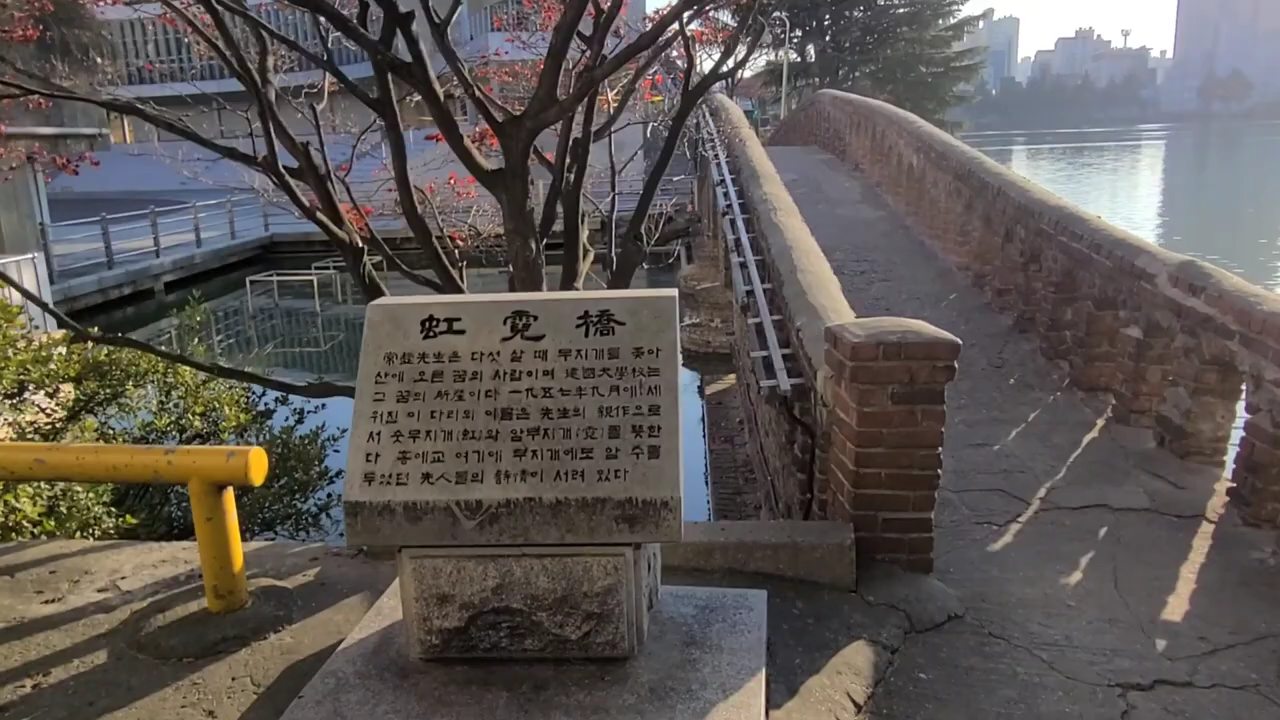 虹霓橋
常虛先生은 다섯 살 때 무지개를 좇아
산에 오른 꿈의 사람이며 建國大學校는
그 꿈의 所産이다 一九五七年九月에 세
워진 이 다리의 이름은 先生의 親作으로
서 숫무지개(虹)와 암무지개(霓)를 뜻한
다 홍예교 여기에 무지개에도 암 수를
두었던 先人들의 詩情이 서려 있다